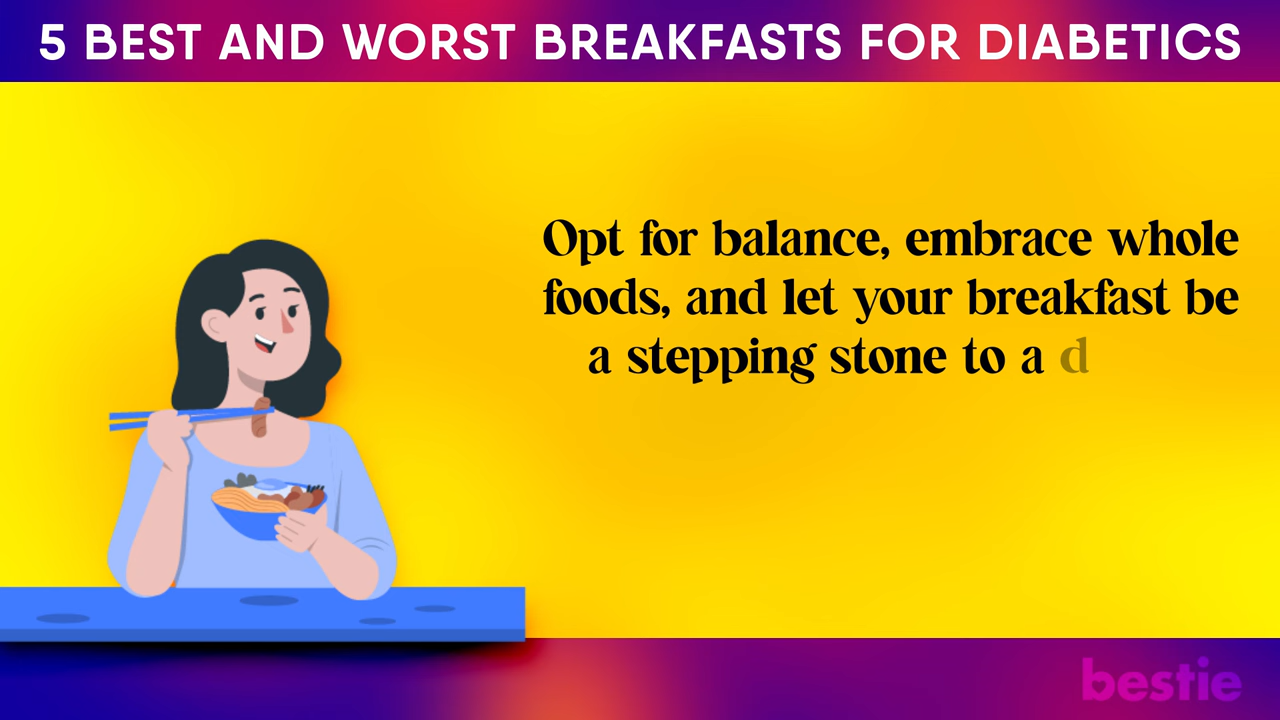 5 BEST AND WORST BREAKFASTS FOR DIABETICS
Opt for balance, embrace whole
foods, and let your breakfast be
a stepping stone to a d
bestie